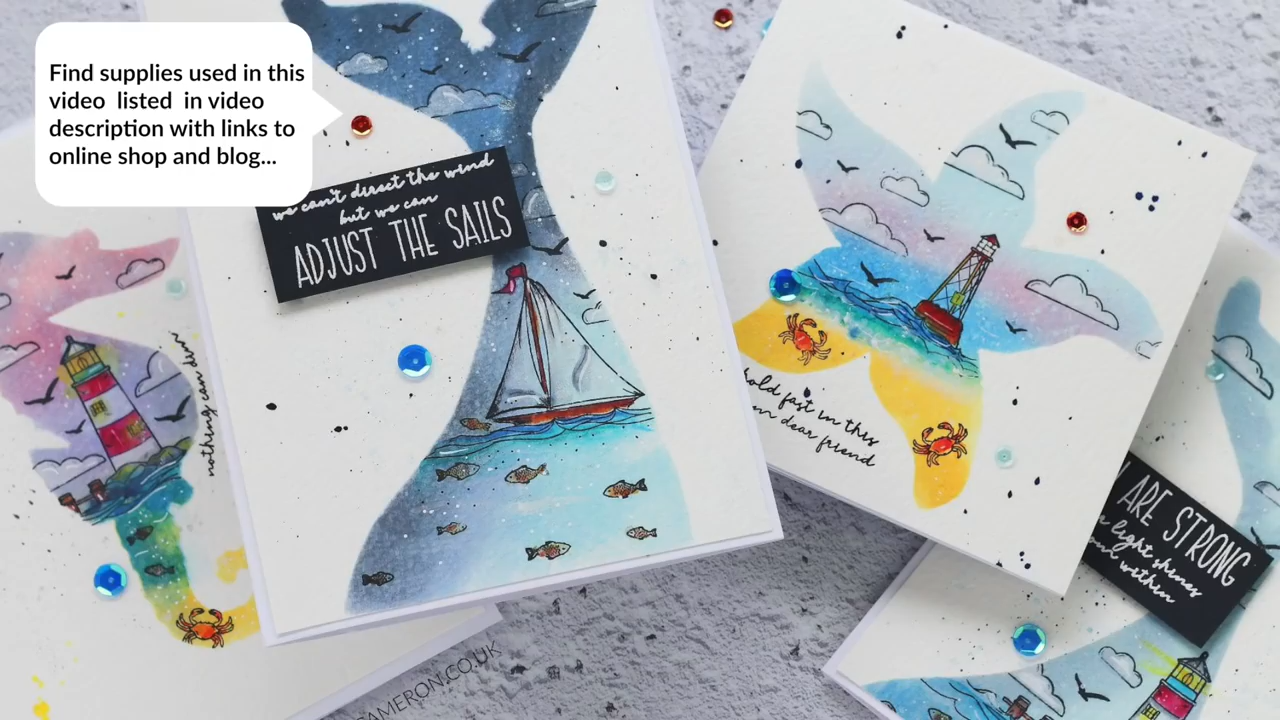 Find supplies used in this
video listed in video
description with links to
online shop and blog...
we can't direct the wind
but we can
ADJUST THE SAILS
nothing can dim
hold fast in this
dear friend
ARE STRONG
light shines
within
CAMERON.CO.UK